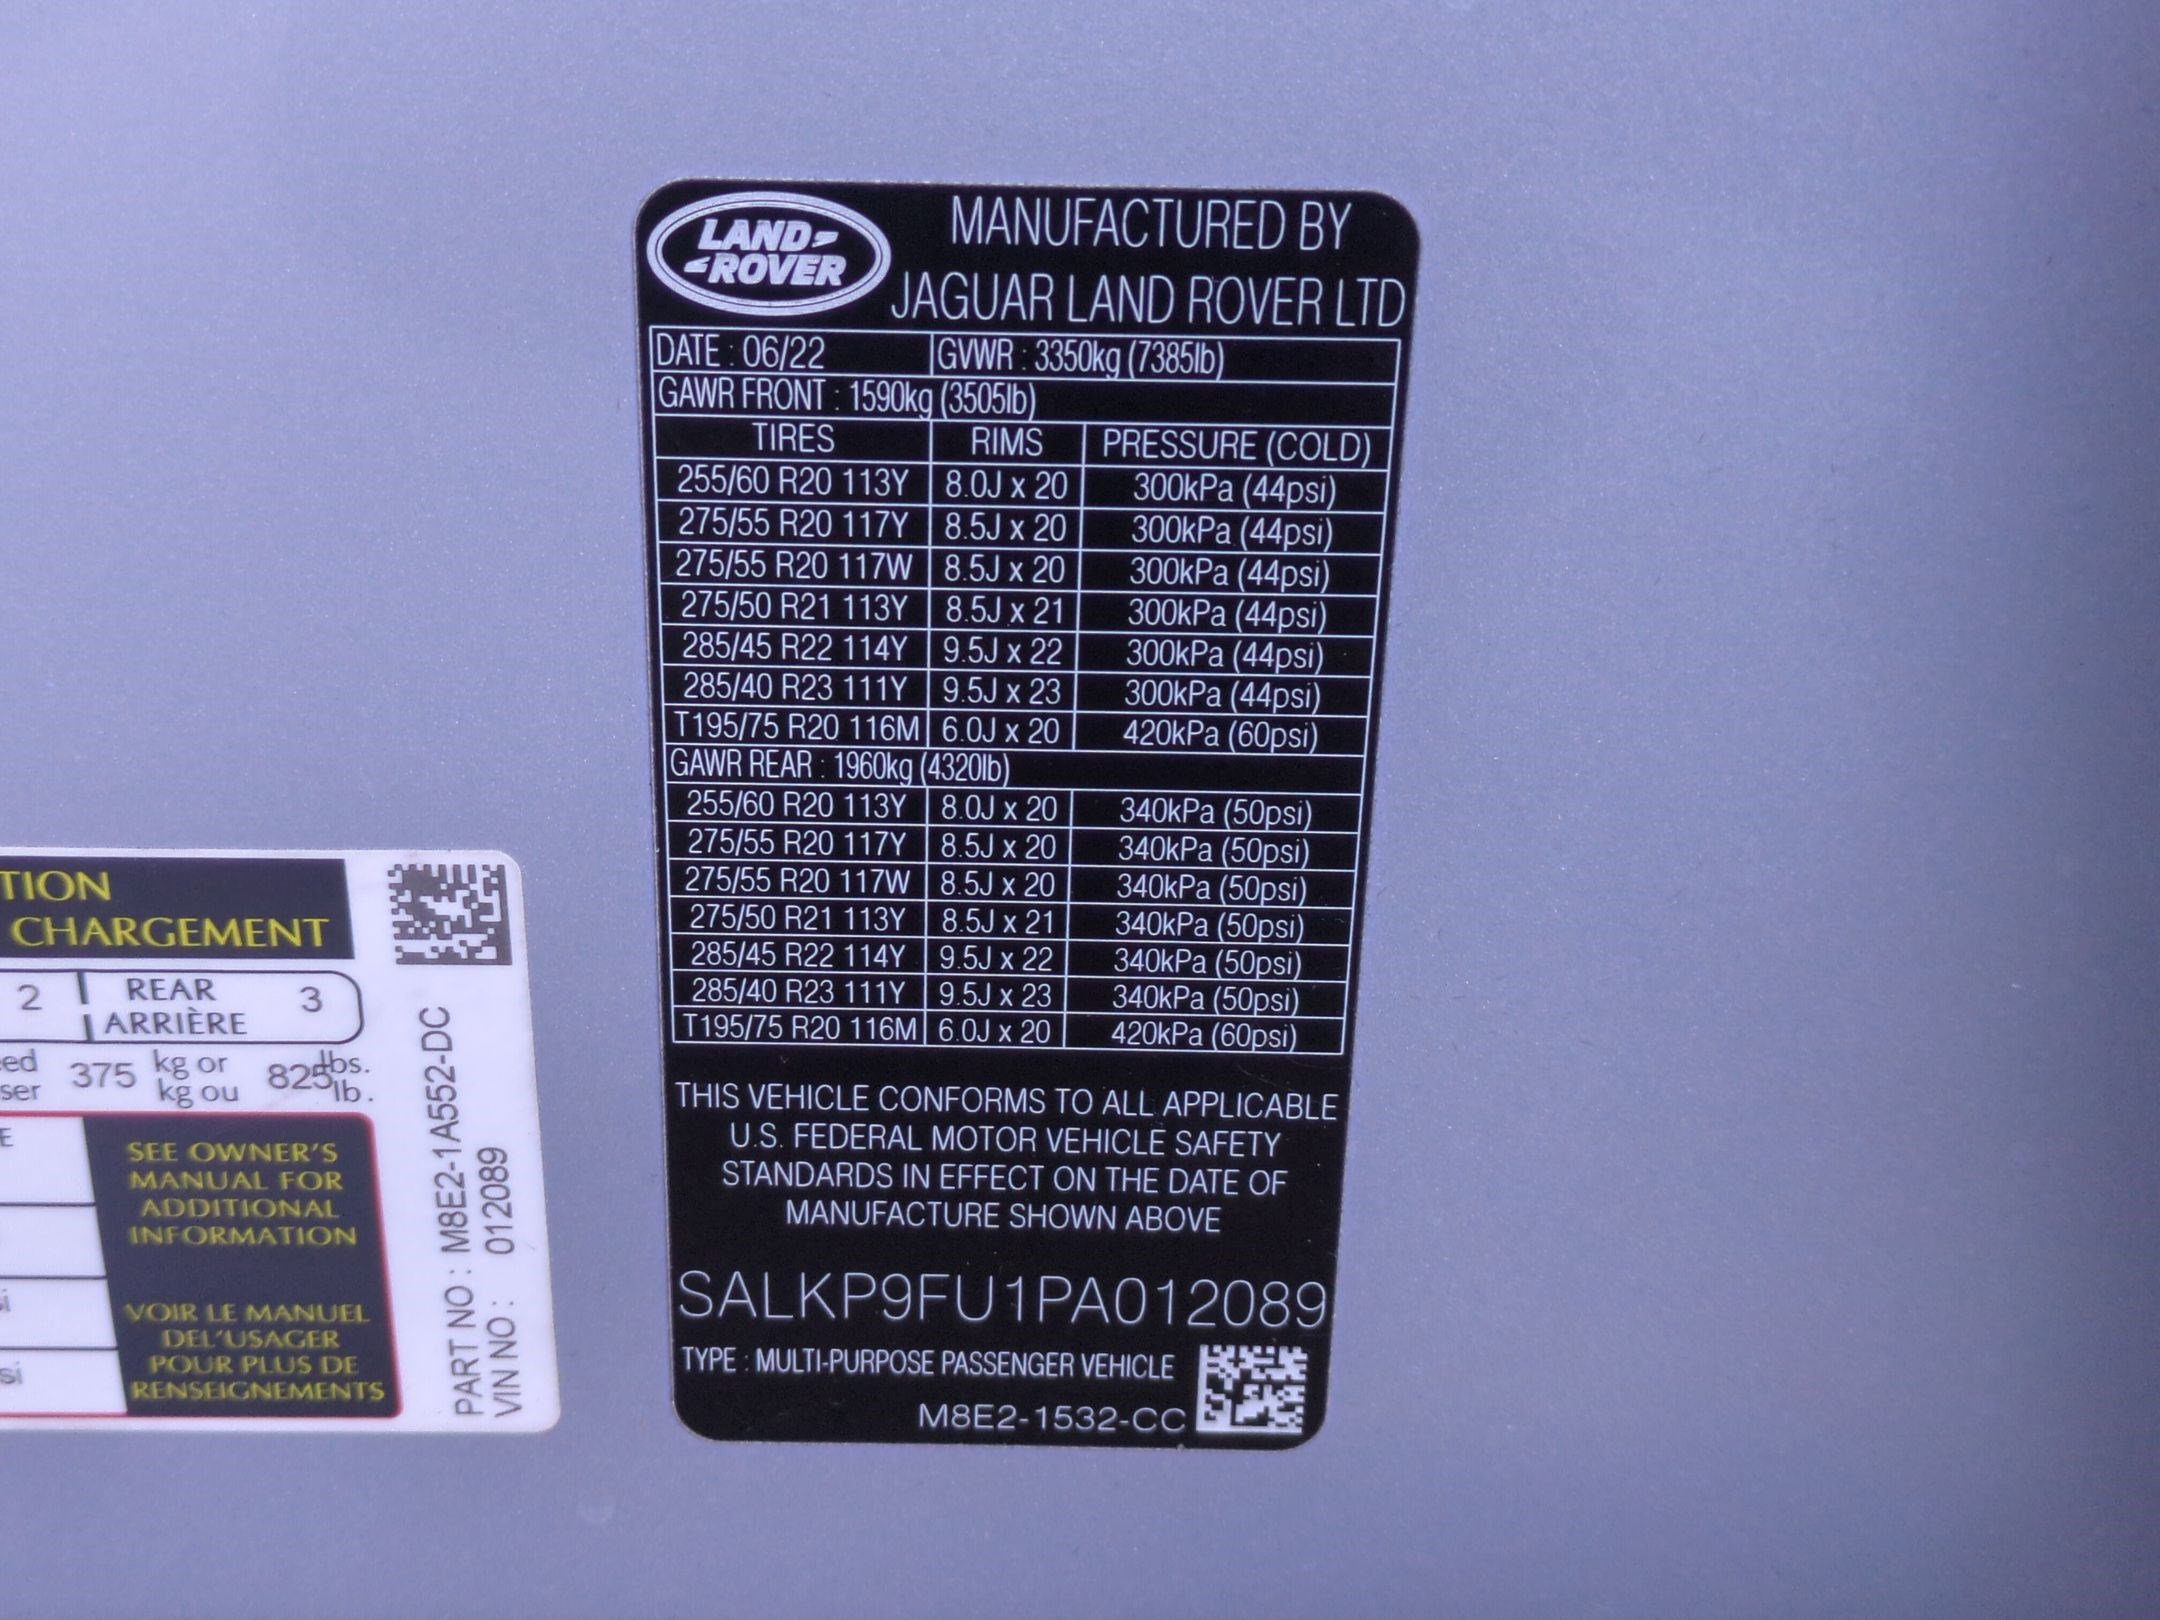 LAND-
-ROVER
MANUFACTURED BY
JAGUAR LAND ROVER LTD
DATE : 06/22 GVWR : 3350kg (7385lb)
GAWR FRONT : 1590kg (3505lb)
TIRES RIMS PRESSURE (COLD)
255/60 R20 113Y 8.0J x 20 300kPa (44psi)
275/55 R20 117Y 8.5J x 20 300kPa (44psi)
275/55 R20 117W 8.5J x 20 300kPa (44psi)
275/50 R21 113Y 8.5J x 21 300kPa (44psi)
285/45 R22 114Y 9.5J x 22 300kPa (44psi)
285/40 R23 111Y 9.5J x 23 300kPa (44psi)
T195/75 R20 116M 6.0J x 20 420kPa (60psi)
GAWR REAR : 1960kg (4320lb)
255/60 R20 113Y 8.0J x 20 340kPa (50psi)
275/55 R20 117Y 8.5J x 20 340kPa (50psi)
275/55 R20 117W 8.5J x 20 340kPa (50psi)
275/50 R21 113Y 8.5J x 21 340kPa (50psi)
285/45 R22 114Y 9.5J x 22 340kPa (50psi)
285/40 R23 111Y 9.5J x 23 340kPa (50psi)
T195/75 R20 116M 6.0J x 20 420kPa (60psi)
THIS VEHICLE CONFORMS TO ALL APPLICABLE
U.S. FEDERAL MOTOR VEHICLE SAFETY
STANDARDS IN EFFECT ON THE DATE OF
MANUFACTURE SHOWN ABOVE
SALKP9FU1PA012089
TYPE : MULTI-PURPOSE PASSENGER VEHICLE
M8E2-1532-CC
TION
CHARGEMENT
2 REAR 3
ARRIÈRE
eed 375 kg or 825 lbs.
ser kg ou lb.
E
SEE OWNER'S
MANUAL FOR
ADDITIONAL
INFORMATION
VOIR LE MANUEL
DEL'USAGER
POUR PLUS DE
RENSEIGNEMENTS
si
PART NO : M8E2-1A552-DC
VIN NO : 012089